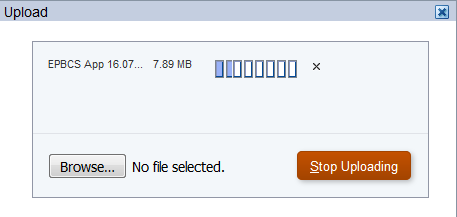 Upload
EPBCS App 16.07... 7.89 MB
Browse... No file selected. Stop Uploading